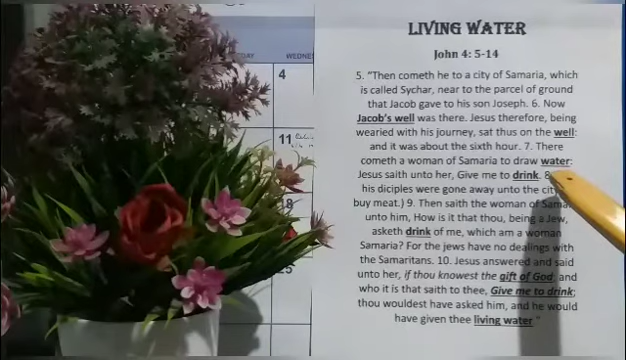 DAY
WEDNE
4
11
18
25
LIVING WATER
John 4: 5-14
5. "Then cometh he to a city of Samaria, which
is called Sychar, near to the parcel of ground
that Jacob gave to his son Joseph. 6. Now
Jacob's well was there. Jesus therefore, being
wearied with his journey, sat thus on the well:
and it was about the sixth hour. 7. There
cometh a woman of Samaria to draw water:
Jesus saith unto her, Give me to drink. 8
his diciples were gone away unto the
buy meat.) 9. Then saith the woman of
unto him, How is it that thou, being a Jew,
asketh drink of me, which am a woman
Samaria? For the jews have no dealings with
the Samaritans. 10. Jesus answered and said
unto her, if thou knowest the gift of God, and
who it is that saith to thee, Give me to drink;
thou wouldest have asked him, and he would
have given thee living water."